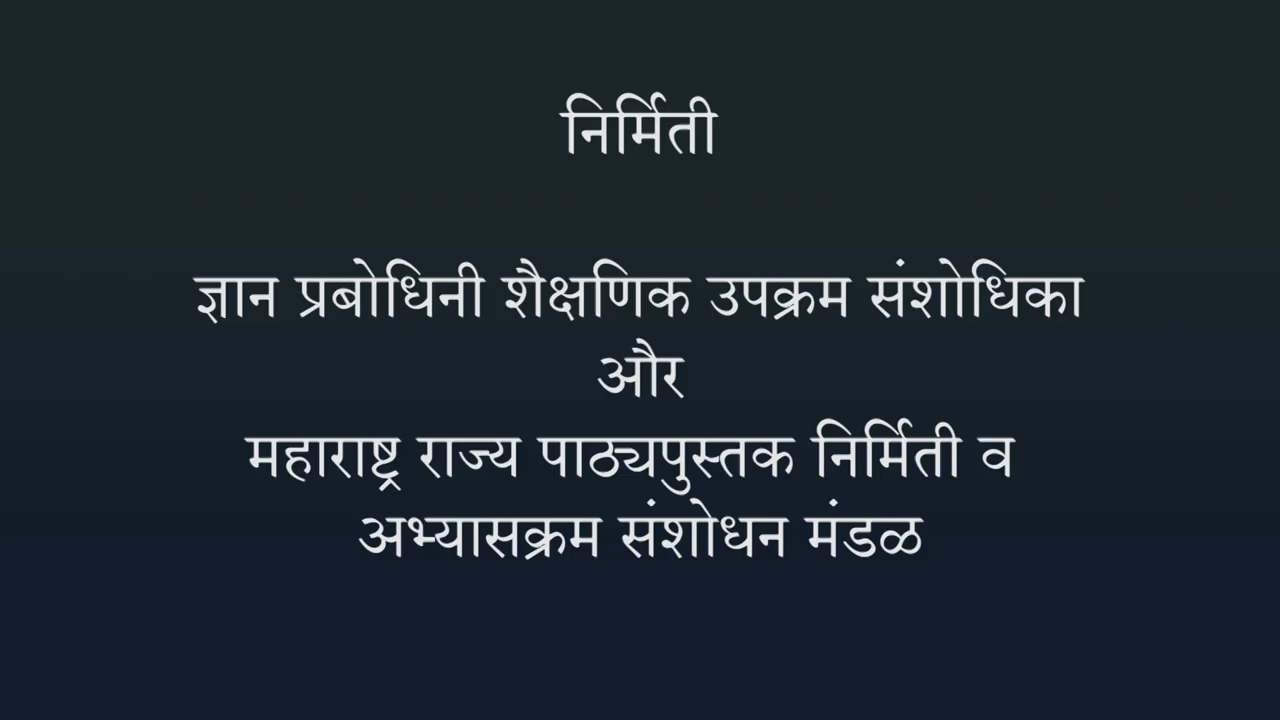 निर्मिती
ज्ञान प्रबोधिनी शैक्षणिक उपक्रम संशोधिका
और
महाराष्ट्र राज्य पाठ्यपुस्तक निर्मिती व
अभ्यासक्रम संशोधन मंडळ